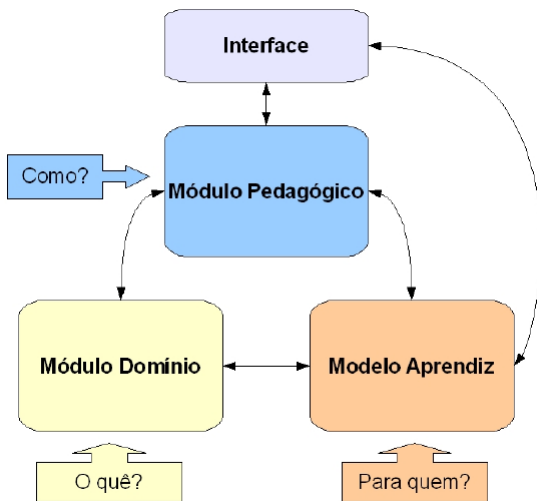 Interface
Como?
Módulo Pedagógico
Módulo Domínio
Modelo Aprendiz
O quê?
Para quem?